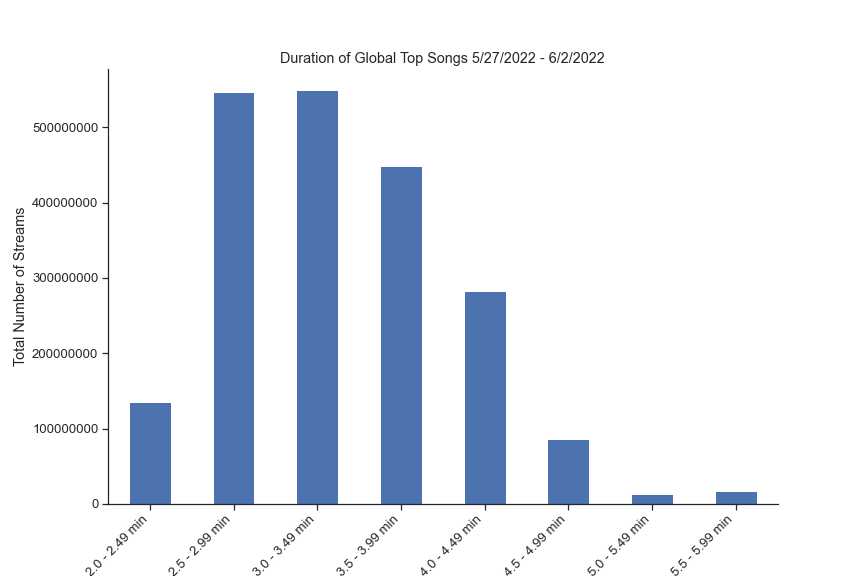 Duration of Global Top Songs 5/27/2022 - 6/2/2022
Total Number of Streams
500000000
400000000
300000000
200000000
100000000
0
2.0 - 2.49 min
2.5 - 2.99 min
3.0 - 3.49 min
3.5 - 3.99 min
4.0 - 4.49 min
4.5 - 4.99 min
5.0 - 5.49 min
5.5 - 5.99 min